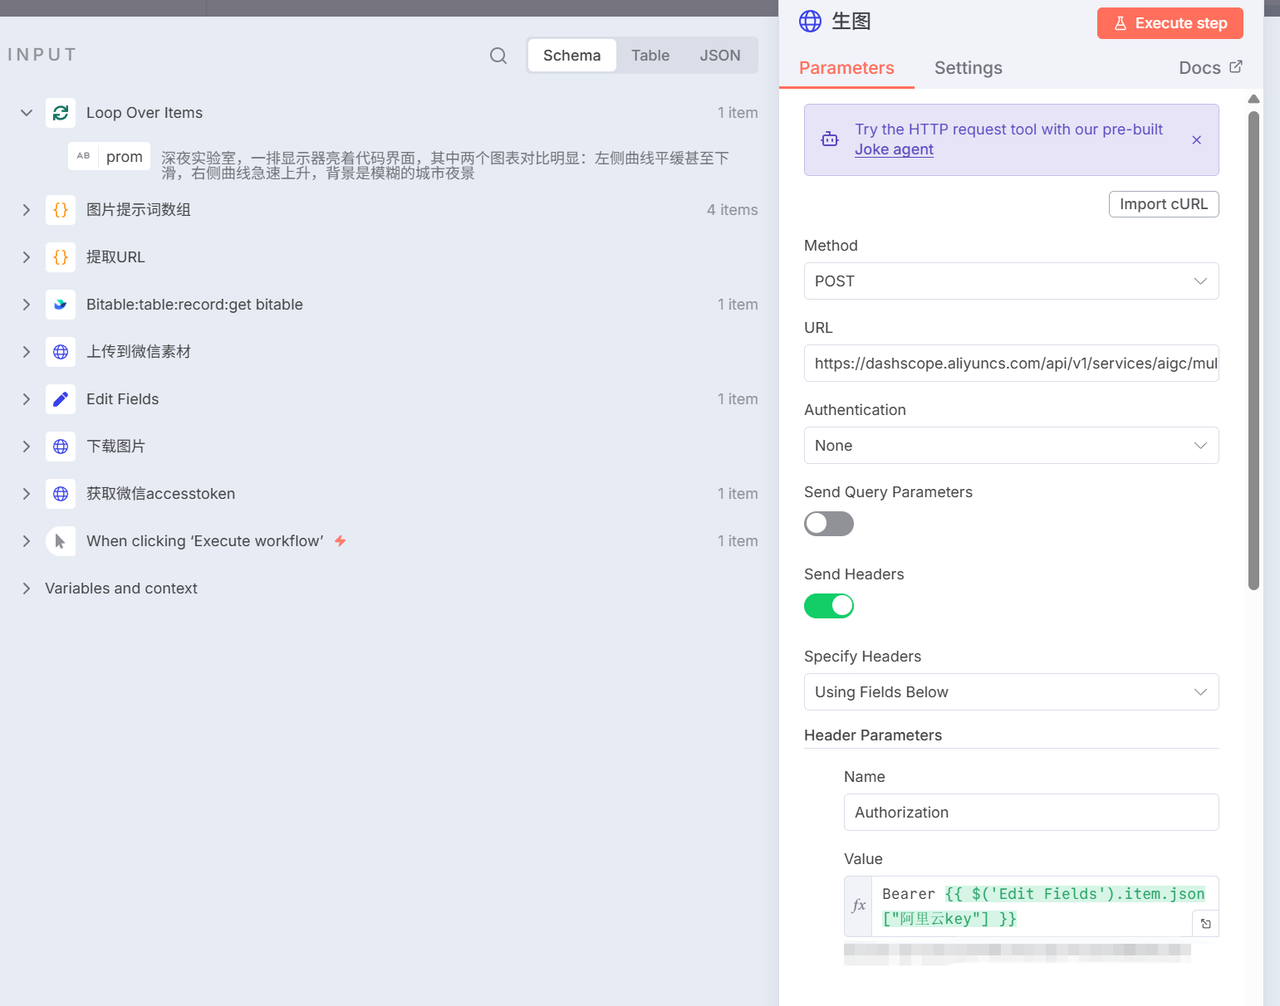 INPUT
Schema
Table
JSON
Loop Over Items
1 item
AB
prom
深夜实验室，一排显示器亮着代码界面，其中两个图表对比明显：左侧曲线平缓甚至下
滑，右侧曲线急速上升，背景是模糊的城市夜景
{}
图片提示词数组
4 items
{}
提取URL
Bitable:table:record:get bitable
1 item
上传到微信素材
Edit Fields
1 item
下载图片
获取微信accesstoken
1 item
When clicking ‘Execute workflow’
1 item
Variables and context
生图
Execute step
Parameters
Settings
Docs
Try the HTTP request tool with our pre-built
Joke agent
Import cURL
Method
POST
URL
https://dashscope.aliyuncs.com/api/v1/services/aigc/mul
Authentication
None
Send Query Parameters
Send Headers
Specify Headers
Using Fields Below
Header Parameters
Name
Authorization
Value
fx
Bearer {{ $('Edit Fields').item.json
["阿里云key"] }}